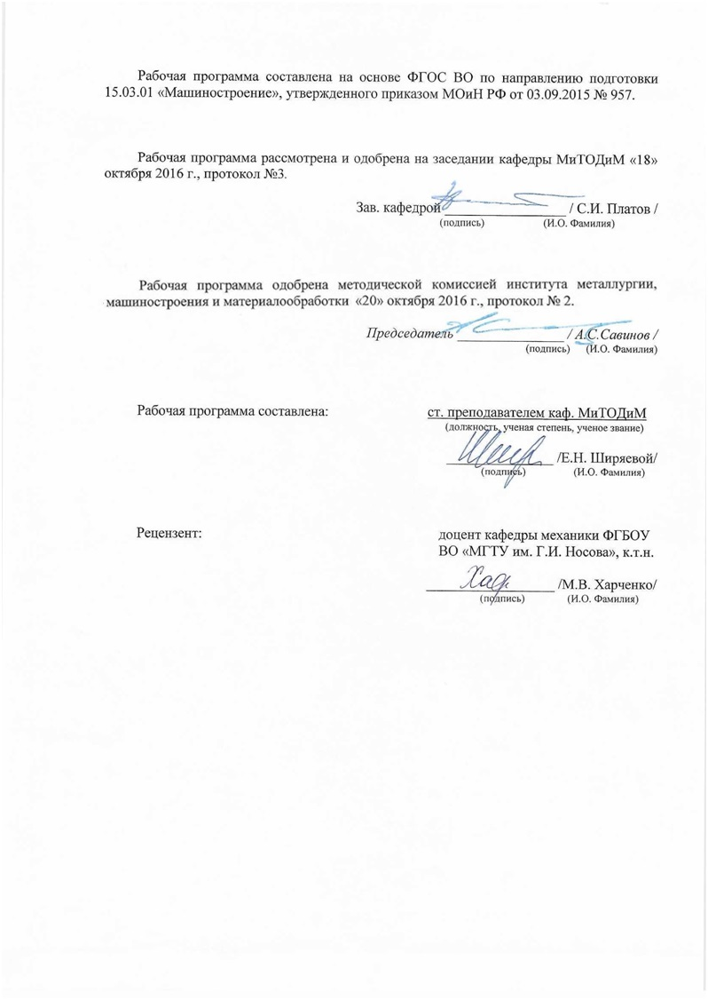 Рабочая программа составлена на основе ФГОС ВО по направлению подготовки
15.03.01 «Машиностроение», утвержденного приказом МОиН РФ от 03.09.2015 № 957.
Рабочая программа рассмотрена и одобрена на заседании кафедры МиТОДиМ «18»
октября 2016 г., протокол №3.
Зав. кафедрой / С.И. Платов /
(подпись) (И.О. Фамилия)
Рабочая программа одобрена методической комиссией института металлургии,
машиностроения и материалообработки «20» октября 2016 г., протокол № 2.
Председатель / А.С.Савинов /
(подпись) (И.О. Фамилия)
Рабочая программа составлена: ст. преподавателем каф. МиТОДиМ
(должность, ученая степень, ученое звание)
/Е.Н. Ширяевой/
(подпись) (И.О. Фамилия)
Рецензент: доцент кафедры механики ФГБОУ
ВО «МГТУ им. Г.И. Носова», к.т.н.
/М.В. Харченко/
(подпись) (И.О. Фамилия)